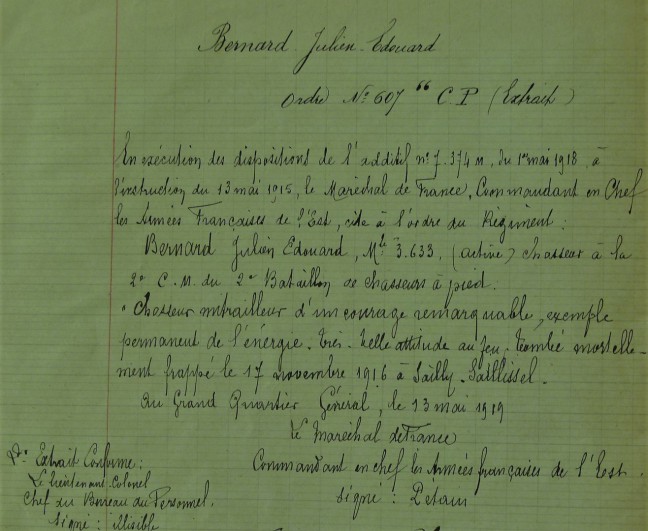 Bernard Julien Edouard
Ordre No 607 " C.P (Extrait)
En exécution des dispositions de l'additif no 7.374 M, du 1er mai 1918, à
l'instruction du 13 mai 1915, le Maréchal de France, Commandant en Chef
les Armées Françaises de l'Est, cite à l'ordre du Régiment :
Bernard Julien Edouard, Mle 3.633, (active) chasseur à la
2e C.M. du 2e Bataillon de chasseurs à pied.
" Chasseur mitrailleur d'un courage remarquable, exemple
permanent de l'énergie. très belle attitude au feu. Tombé mortelle-
ment frappé le 17 novembre 1916 à Sailly-Saillisel.
Au Grand Quartier Général, le 13 mai 1919
Le Maréchal de France
Commandant en chef les Armées françaises de l'Est.
Signé : Pétain
Pr Extrait Conforme :
Le lieutenant-Colonel
Chef du Bureau du Personnel.
Signé : illisible